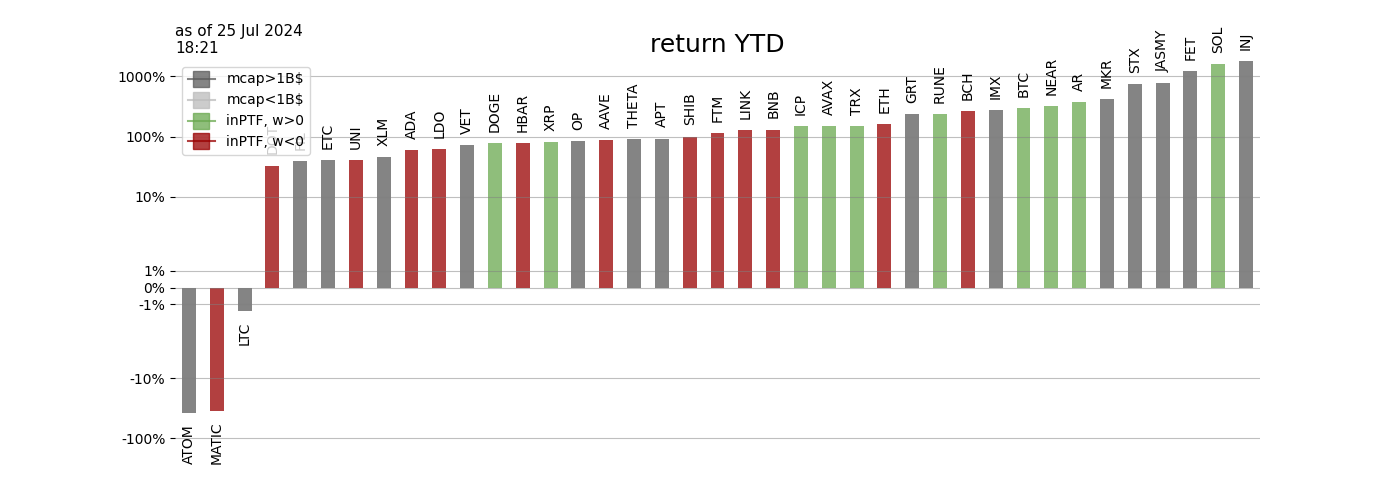 as of 25 Jul 2024
18:21
return YTD
mcap>1B$
mcap<1B$
inPTF, w>0
inPTF, w<0
1000%
100%
10%
1%
0%
-1%
-10%
-100%
ATOM
MATIC
LTC
DOT
ETC
UNI
XLM
ADA
LDO
VET
DOGE
HBAR
XRP
OP
AAVE
THETA
APT
SHIB
FTM
LINK
BNB
ICP
AVAX
TRX
ETH
GRT
RUNE
BCH
IMX
BTC
NEAR
AR
MKR
STX
JASMY
FET
SOL
INJ